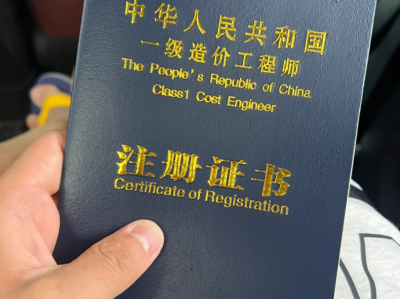 中华人民共和国
一级造价工程师
The People's Republic of China
Class1 Cost Engineer
注册证书
Certificate of Registration